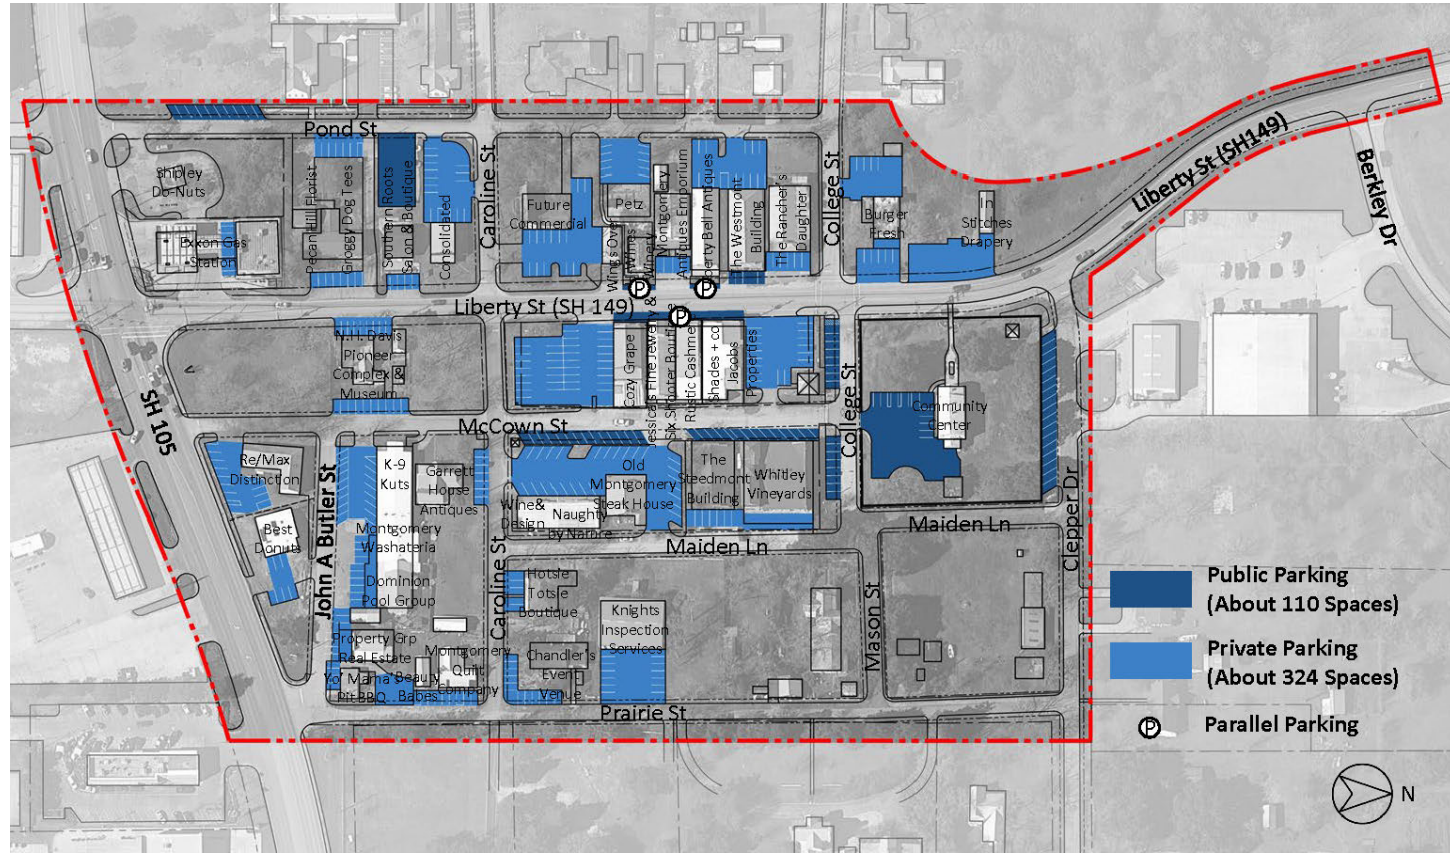 Pond St
Shipley
Do-Nuts
Exxon Gas
Station
Pecan Hill Florist
Groggy Dog Tees
Southern Roots
Salon & Boutique
Consolidated
Caroline St
Future
Commercial
Petz
Wines Over
Wines
Winery
Montgomery
Antiques Emporium
Liberty Bell Antiques
The Westmont
Building
The Rancher's
Daughter
College St
Burger
Fresh
In
Stitches
Drapery
Liberty St (SH149)
Berkley Dr
P
P
Liberty St (SH 149)
P
N.H. Davis
Pioneer
Complex &
Museum
Cozy Grape
Jessica's Fine Jewelry &
Six Shooter Boutique
Rustic Cashmere
Shades + co
Jacobs
Properties
College St
Community
Center
SH 105
McCown St
Re/Max
Distinction
Best
Donuts
John A Butler St
K-9
Kuts
Garrett
House
Antiques
Montgomery
Washateria
Dominion
Pool Group
Property Grp
Real Estate
Yo' Mama's
Pit BBQ
Beauty
Babes
Montgomery
Quilt
Company
Wine &
Design
Naughty
by Nature
Old
Montgomery
Steak House
The
Steedmont
Building
Whitley
Vineyards
Maiden Ln
Maiden Ln
Clepper Dr
Caroline St
Hotsie
Totsie
Boutique
Knights
Inspection
Services
Chandler's
Event
Venue
Mason St
Prairie St
Public Parking
(About 110 Spaces)
Private Parking
(About 324 Spaces)
P Parallel Parking
N